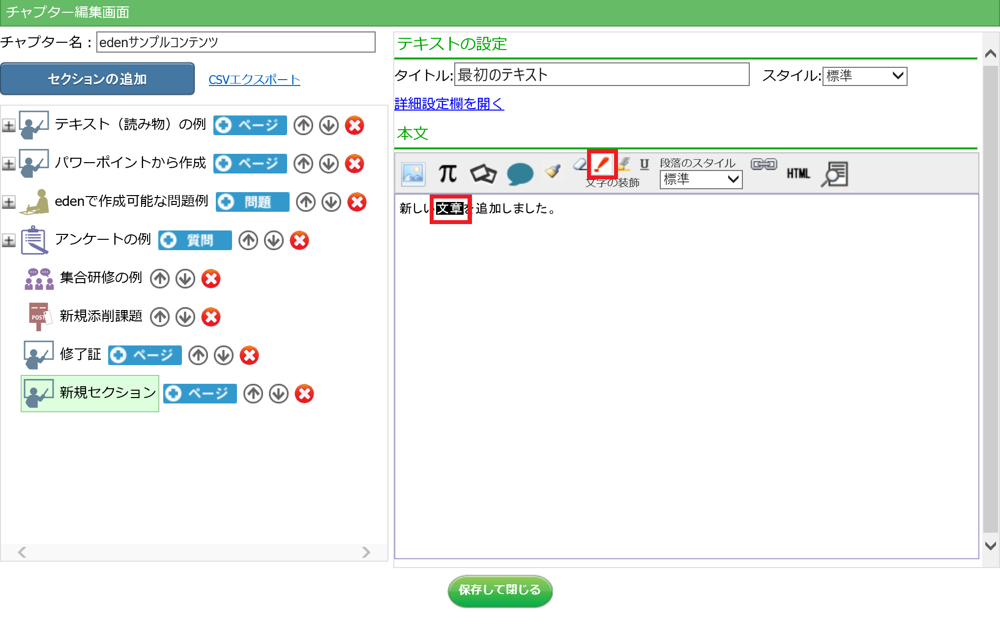 チャプター編集画面
チャプター名：edenサンプルコンテンツ
セクションの追加 CSVエクスポート
テキスト（読み物）の例 ページ
パワーポイントから作成 ページ
edenで作成可能な問題例 問題
アンケートの例 質問
集合研修の例
POST 新規添削課題
修了証 ページ
新規セクション ページ
テキストの設定
タイトル:最初のテキスト スタイル:標準
詳細設定欄を開く
本文
π U 段落のスタイル HTML
文字の装飾 標準
新しい文章を追加しました。
保存して閉じる